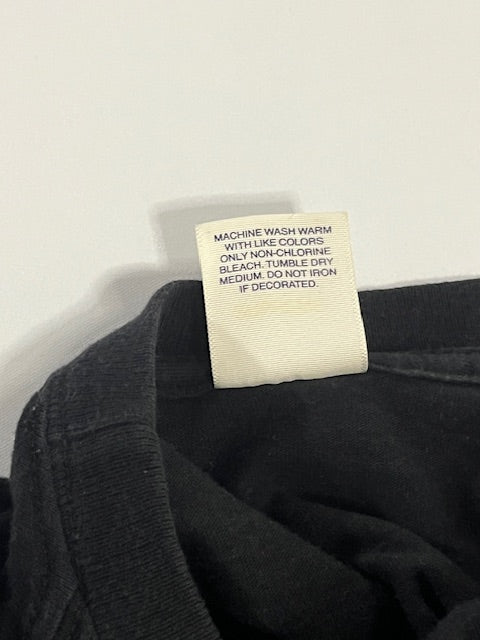 MACHINE WASH WARM
WITH LIKE COLORS
ONLY NON-CHLORINE
BLEACH. TUMBLE DRY
MEDIUM. DO NOT IRON
IF DECORATED.